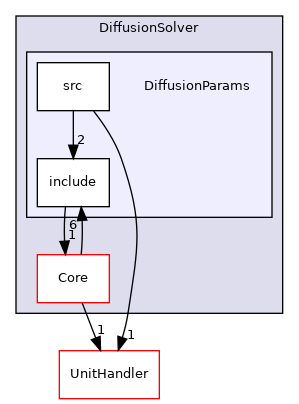 DiffusionSolver
src
DiffusionParams
2
include
6
1
Core
1
1
UnitHandler